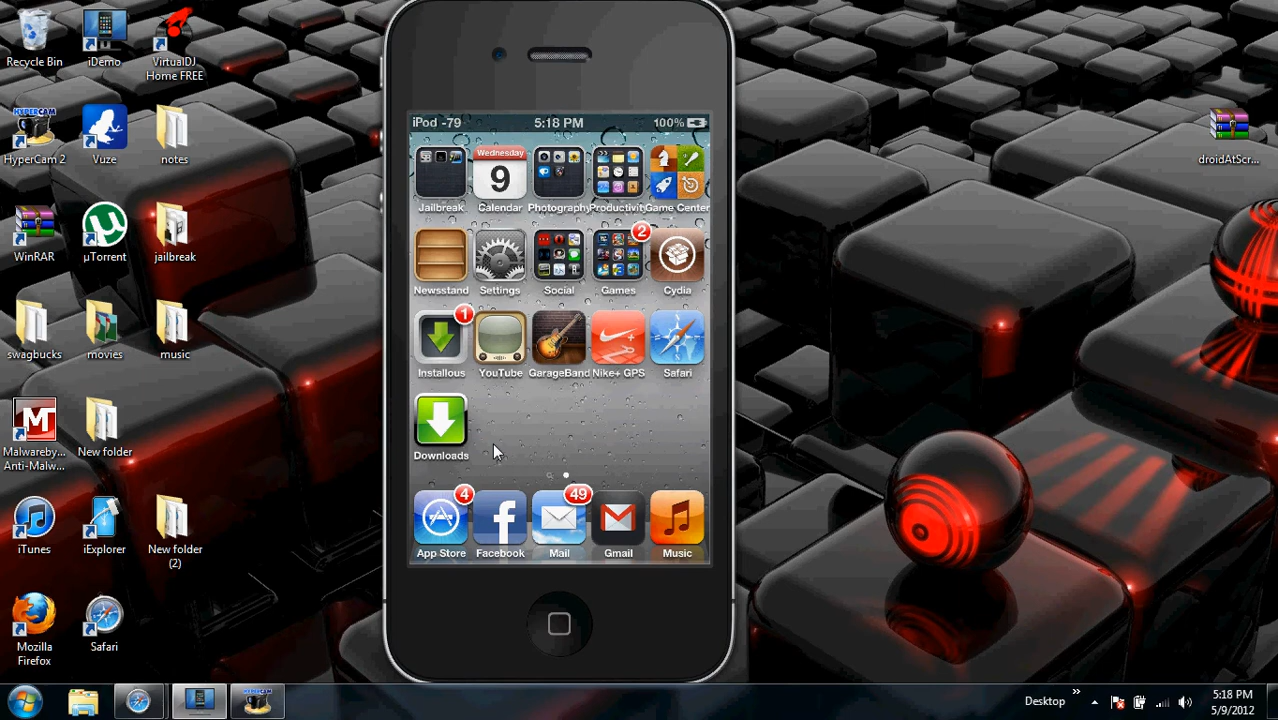 Recycle Bin
iDemo
VirtualDJ
Home FREE
HYPERCAM
HyperCam 2
Vuze
notes
WinRAR
µTorrent
jailbreak
swagbucks
movies
music
Malwareby...
Anti-Malw...
New folder
iTunes
iExplorer
New folder
(2)
Mozilla
Firefox
Safari
iPod -79
5:18 PM
100%
Wednesday
9
Jailbreak
Calendar
Photography
Productivit
Game Center
2
Newsstand
Settings
Social
Games
Cydia
1
Installous
YouTube
GarageBand
Nike+ GPS
Safari
Downloads
4
49
App Store
Facebook
Mail
Gmail
Music
droidAtScr...
HYPERCAM
Desktop
»
5:18 PM
5/9/2012